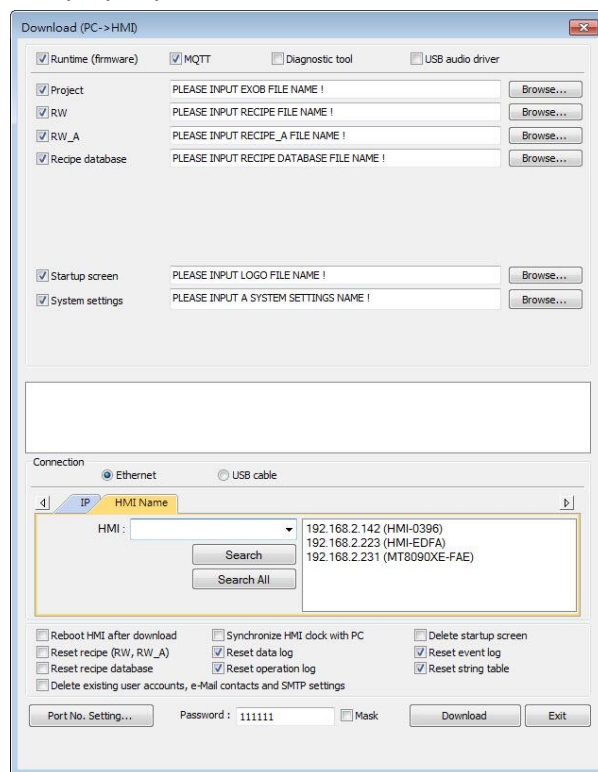 Download (PC->HMI)
Runtime (firmware) MQTT Diagnostic tool USB audio driver
Project PLEASE INPUT EXOB FILE NAME ! Browse...
RW PLEASE INPUT RECIPE FILE NAME ! Browse...
RW_A PLEASE INPUT RECIPE_A FILE NAME ! Browse...
Recipe database PLEASE INPUT RECIPE DATABASE FILE NAME ! Browse...
Startup screen PLEASE INPUT LOGO FILE NAME ! Browse...
System settings PLEASE INPUT A SYSTEM SETTINGS NAME ! Browse...
Connection
Ethernet USB cable
IP HMI Name
HMI :
Search
Search All
192.168.2.142 (HMI-0396)
192.168.2.223 (HMI-EDFA)
192.168.2.231 (MT8090XE-FAE)
Reboot HMI after download Synchronize HMI clock with PC Delete startup screen
Reset recipe (RW, RW_A) Reset data log Reset event log
Reset recipe database Reset operation log Reset string table
Delete existing user accounts, e-Mail contacts and SMTP settings
Port No. Setting... Password : 111111 Mask Download Exit